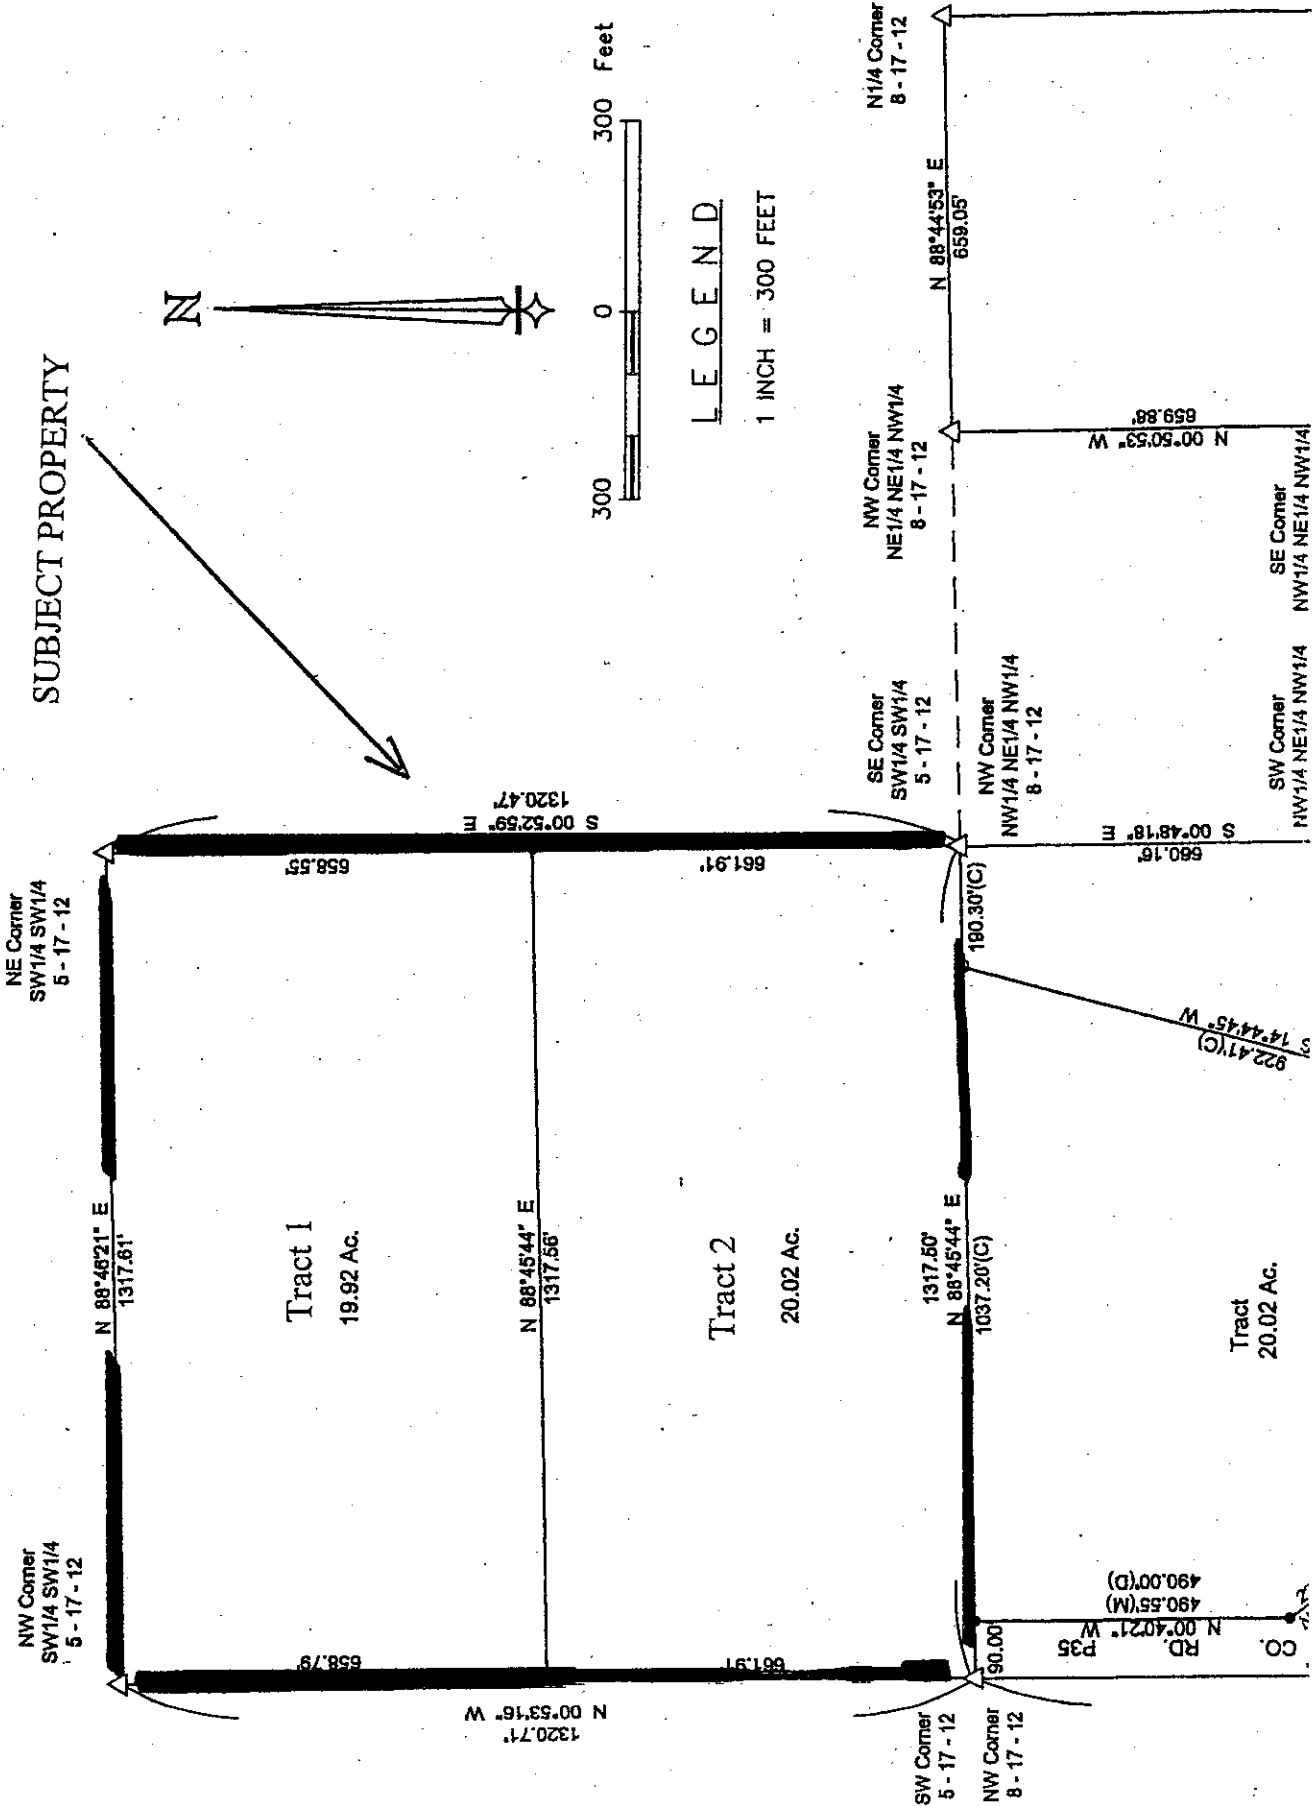 SUBJECT PROPERTY
N
300 0 300 Feet
LEGEND
1 INCH = 300 FEET
NW Corner
SW1/4 SW1/4
5 - 17 - 12
NE Corner
SW1/4 SW1/4
5 - 17 - 12
N 88°46'21" E
1317.61'
Tract 1
19.92 Ac.
658.79
658.55'
S 00°52'59" E
1320.47'
N 00°53'16" W
1320.71'
N 88°45'44" E
1317.56'
Tract 2
20.02 Ac.
661.91
661.91'
1317.50'
N 88°45'44" E
1037.20'(C)
190.30'(C)
90.00
SW Corner
5 - 17 - 12
NW Corner
8 - 17 - 12
SE Corner
SW1/4 SW1/4
5 - 17 - 12
NW Corner
NW1/4 NE1/4 NW1/4
8 - 17 - 12
NW Corner
NE1/4 NE1/4 NW1/4
8 - 17 - 12
N1/4 Corner
8 - 17 - 12
N 88°44'53" E
659.05'
N 00°50'53" W
659.88'
S 00°48'18" E
660.16'
S 14°44'45" W
922.41'(C)
N 00°40'21" W
490.55'(M)
490.00'(D)
CO. RD. P35
Tract
20.02 Ac.
SW Corner
NW1/4 NE1/4 NW1/4
SE Corner
NW1/4 NE1/4 NW1/4